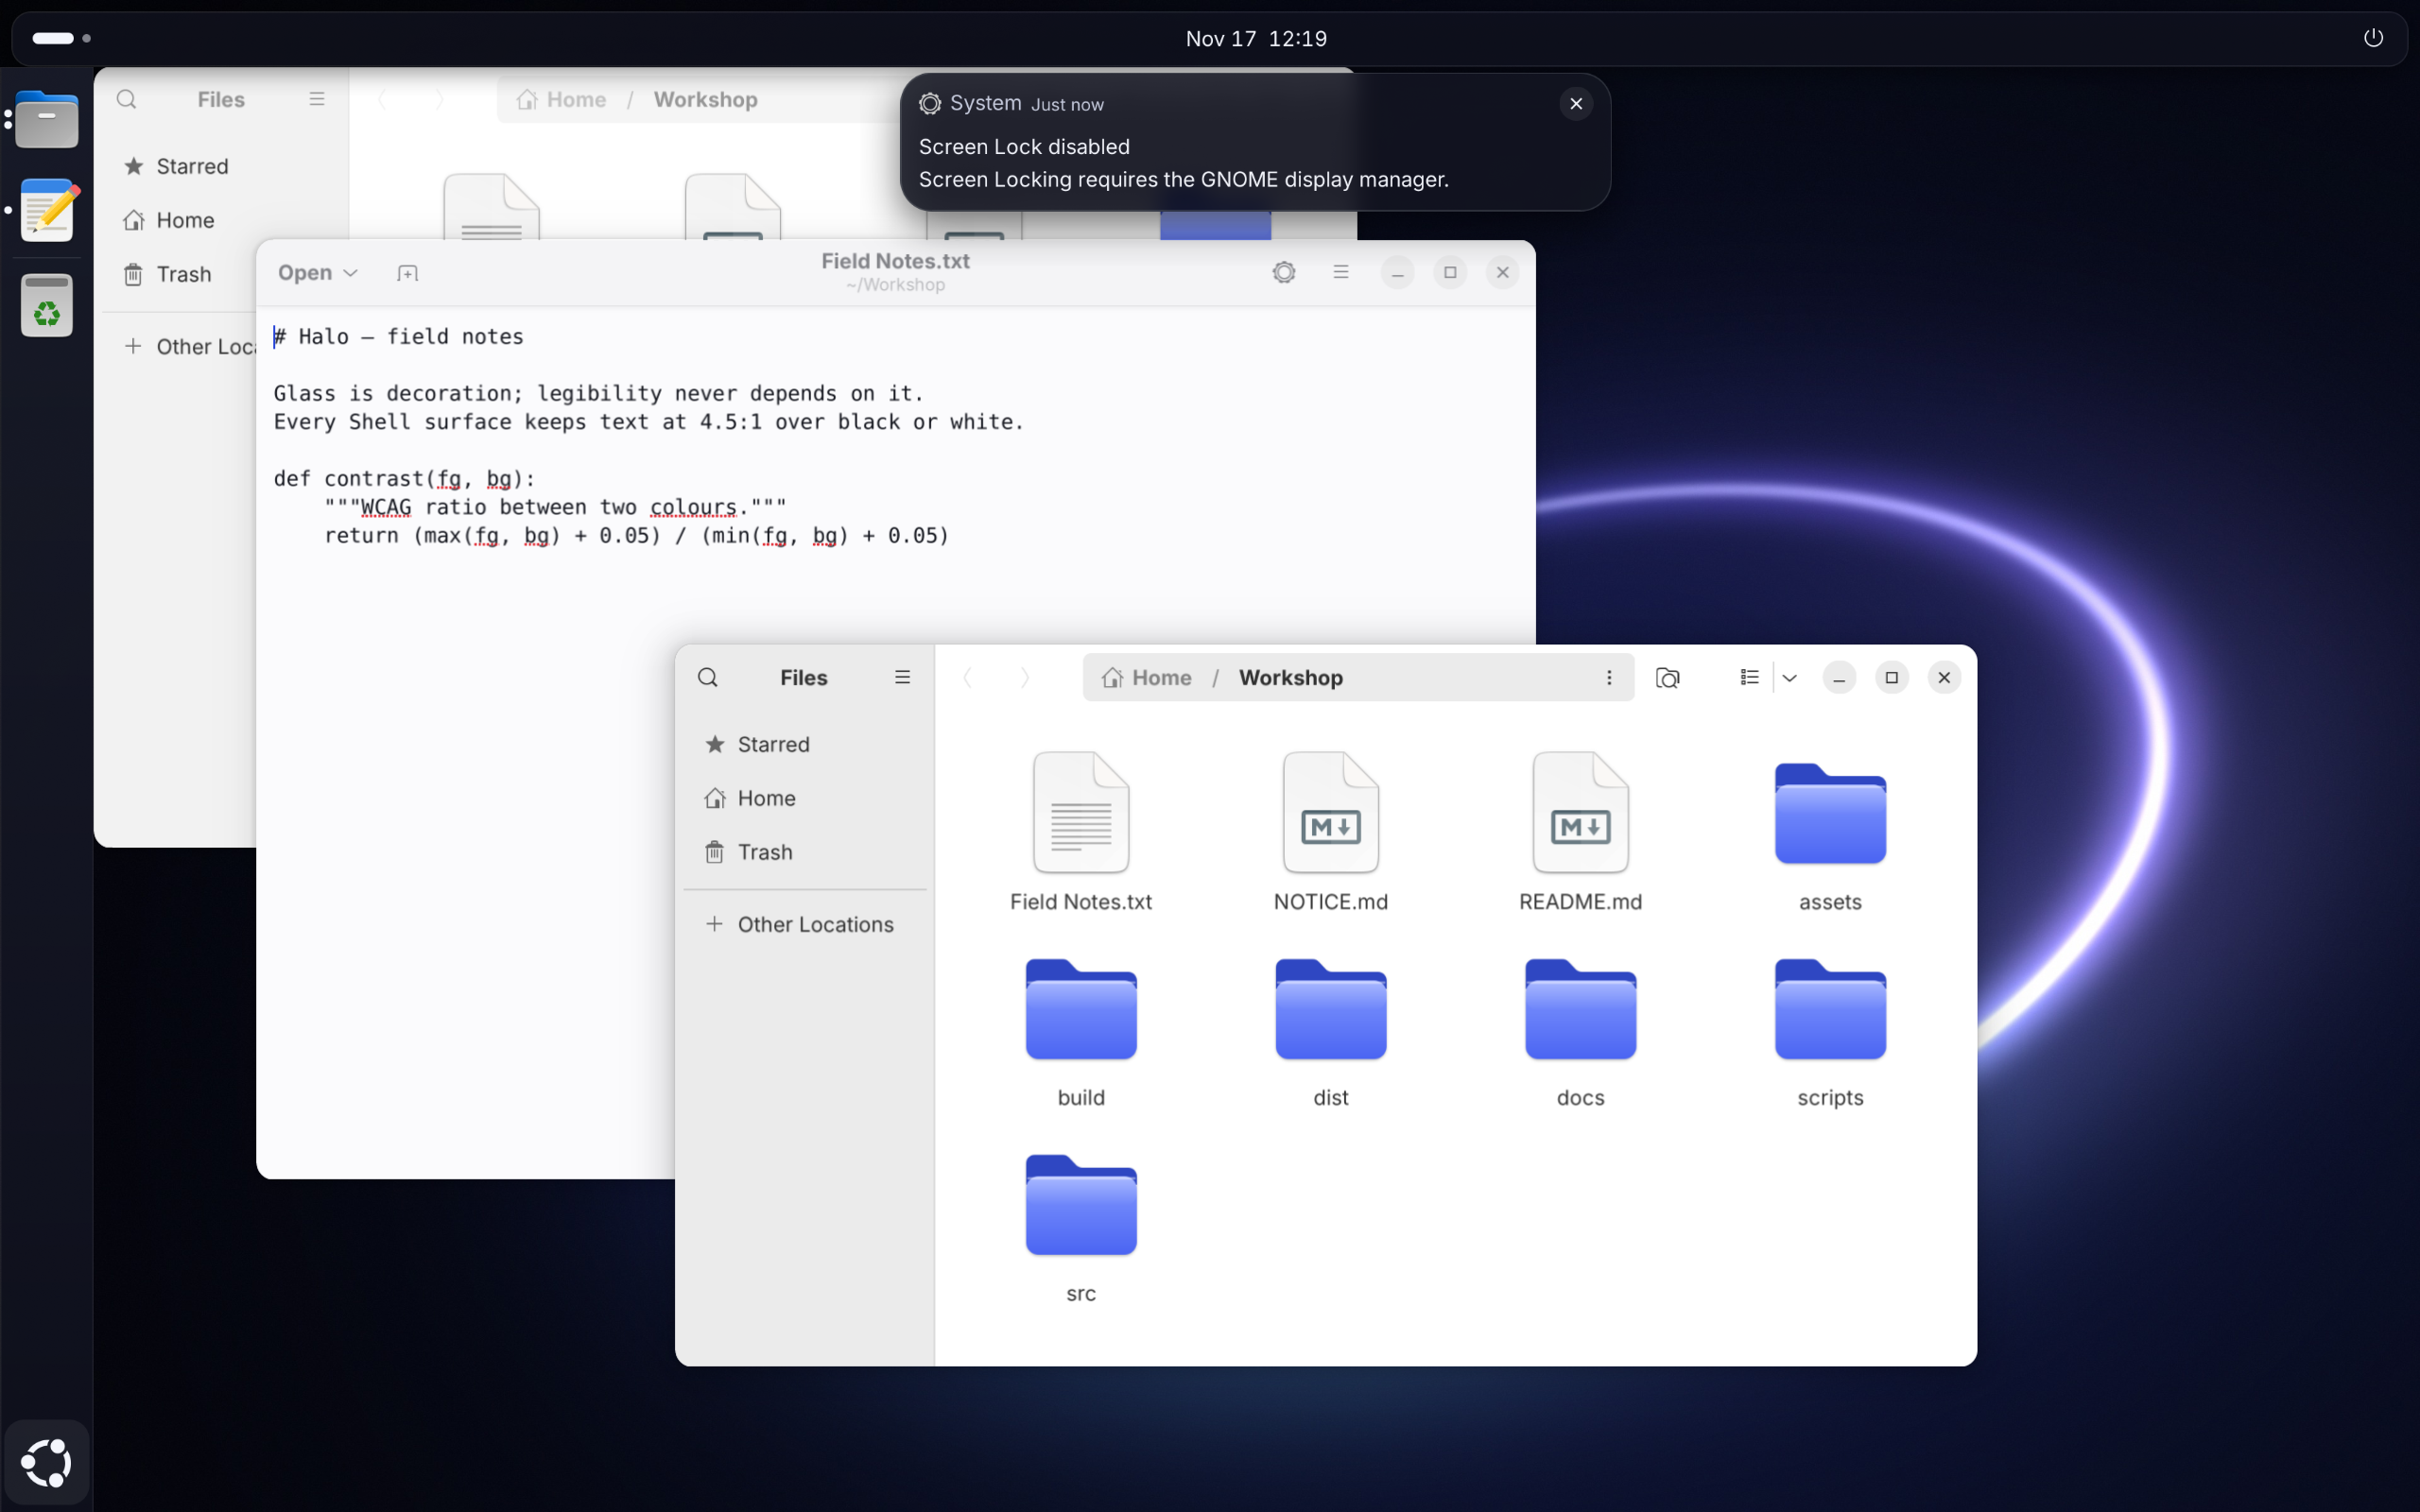 Nov 17 12:19
Files
Home / Workshop
System Just now
Screen Lock disabled
Screen Locking requires the GNOME display manager.
Starred
Home
Trash
Other Loca
Open
Field Notes.txt
~/Workshop
# Halo — field notes
Glass is decoration; legibility never depends on it.
Every Shell surface keeps text at 4.5:1 over black or white.
def contrast(fg, bg):
"""WCAG ratio between two colours."""
return (max(fg, bg) + 0.05) / (min(fg, bg) + 0.05)
Files
Home / Workshop
Starred
Home
Trash
Other Locations
Field Notes.txt
NOTICE.md
README.md
assets
build
dist
docs
scripts
src